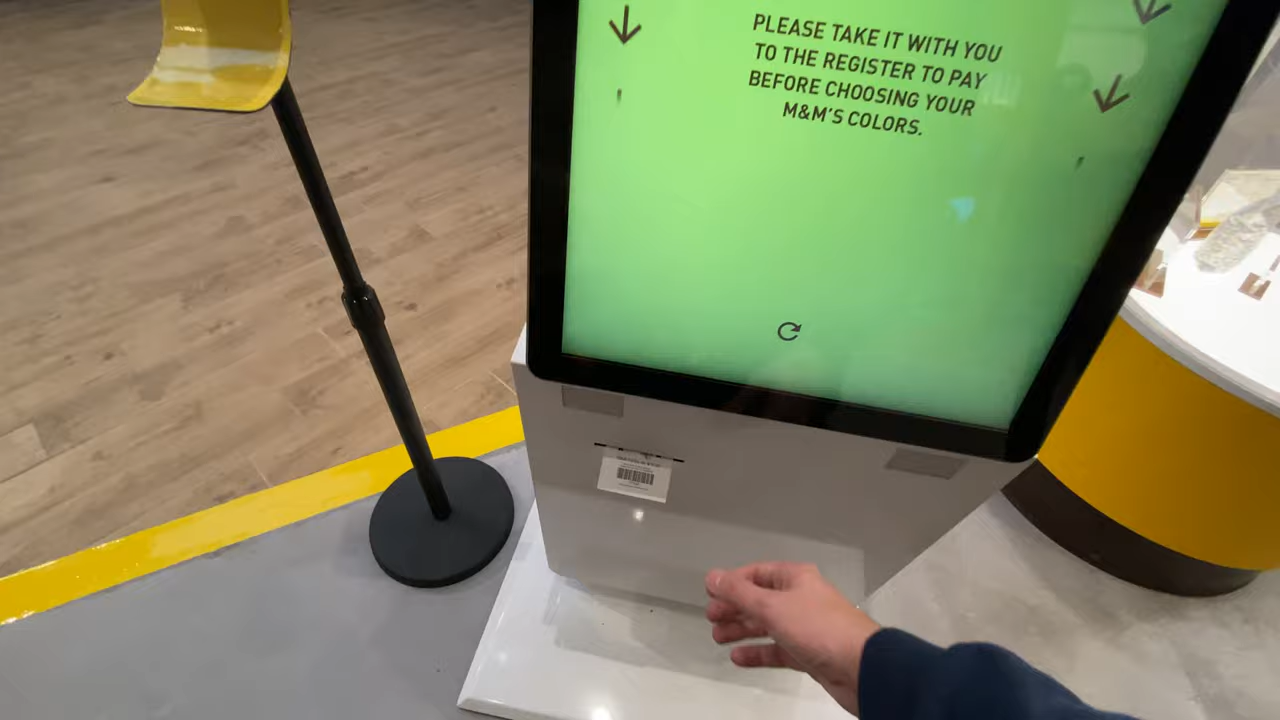 PLEASE TAKE IT WITH YOU
TO THE REGISTER TO PAY
BEFORE CHOOSING YOUR
M&M'S COLORS.